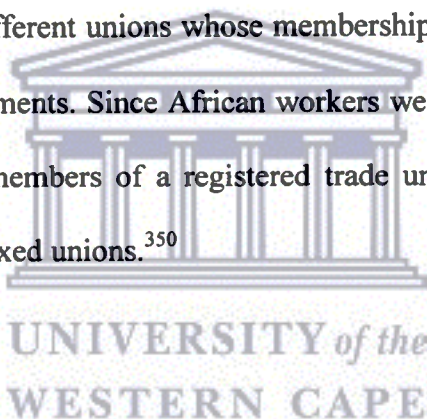 fferent unions whose membership
ments. Since African workers we
members of a registered trade un
xed unions.350
UNIVERSITY of the
WESTERN CAPE